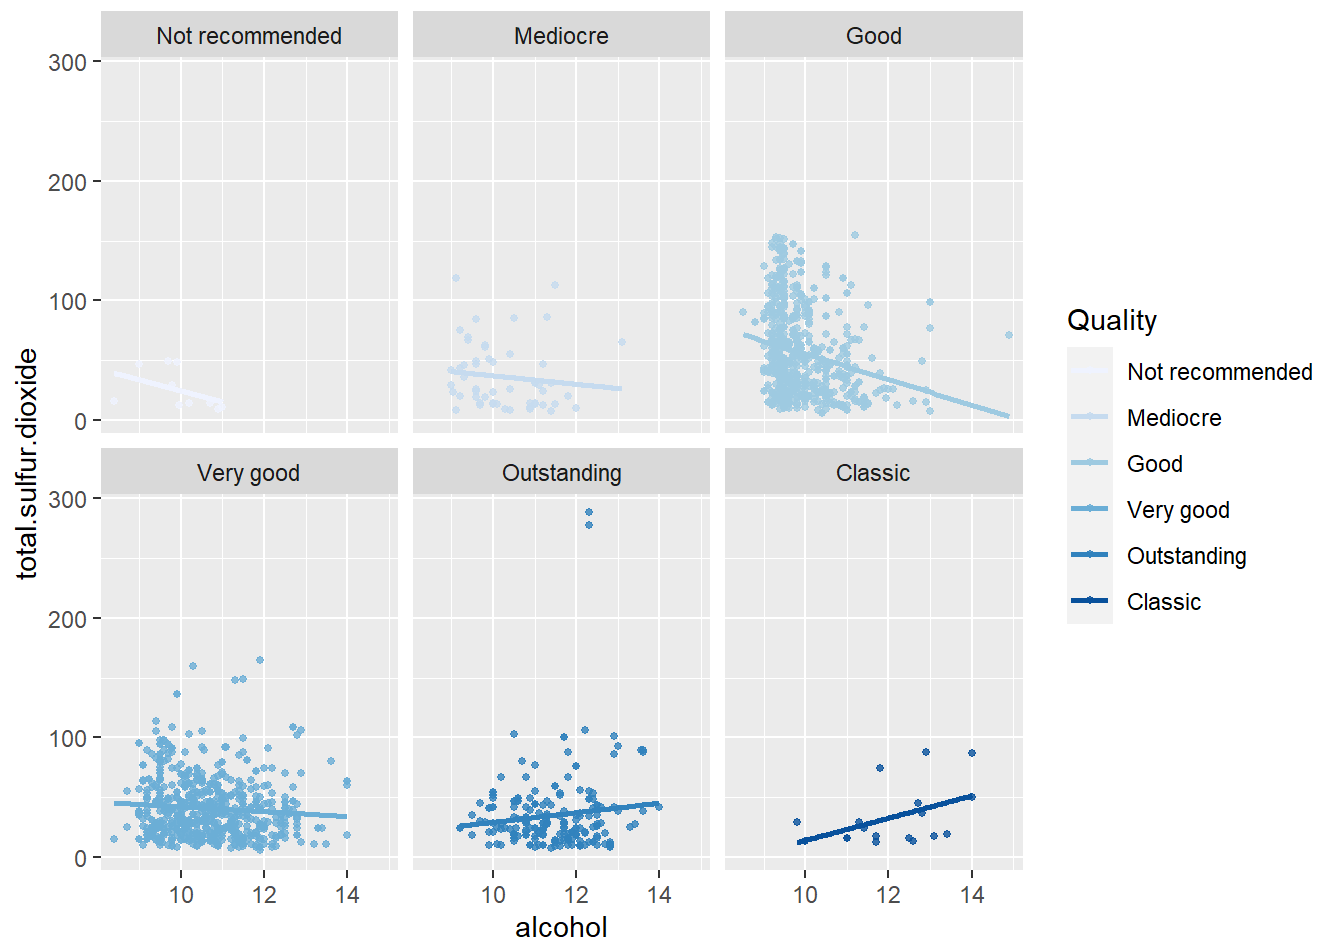 Not recommended
Mediocre
Good
300
200
100
0
Very good
Outstanding
Classic
300
200
100
0
10 12 14
10 12 14
10 12 14
alcohol
total.sulfur.dioxide
Quality
Not recommended
Mediocre
Good
Very good
Outstanding
Classic